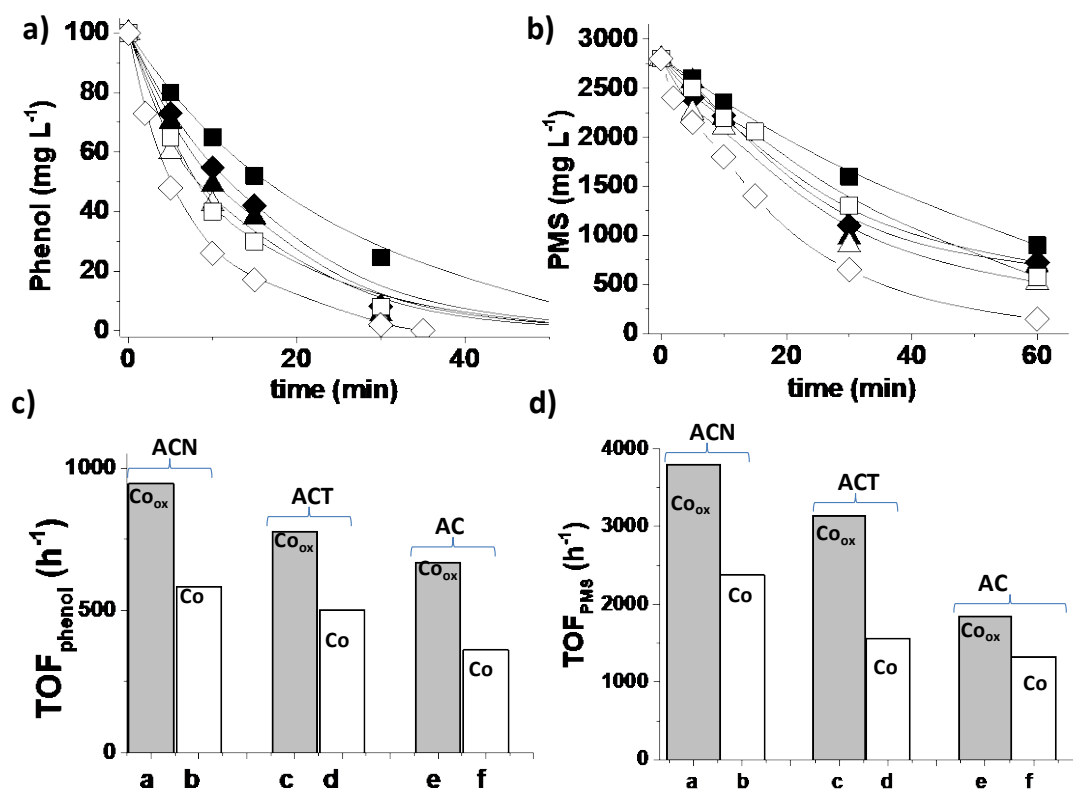 a)
100
80
60
40
20
0
Phenol (mg L-1)
0 20 40
time (min)
b)
3000
2500
2000
1500
1000
500
0
PMS (mg L-1)
0 20 40 60
time (min)
c)
1000
500
0
TOFphenol (h-1)
ACN
Coox
Co
ACT
Coox
Co
AC
Coox
Co
a b c d e f
d)
4000
3000
2000
1000
0
TOFPMS (h-1)
ACN
Coox
Co
ACT
Coox
Co
AC
Coox
Co
a b c d e f